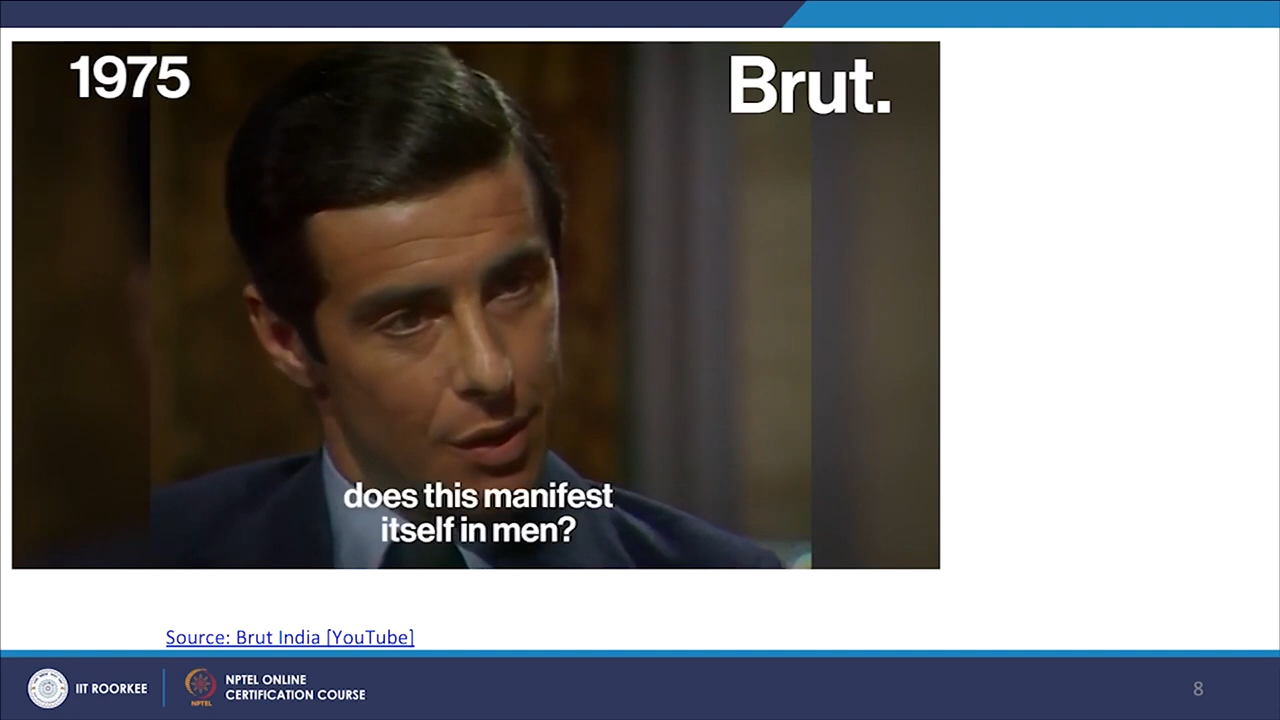 1975
Brut.
does this manifest
itself in men?
Source: Brut India [YouTube]
IIT ROORKEE
NPTEL
NPTEL ONLINE
CERTIFICATION COURSE
8